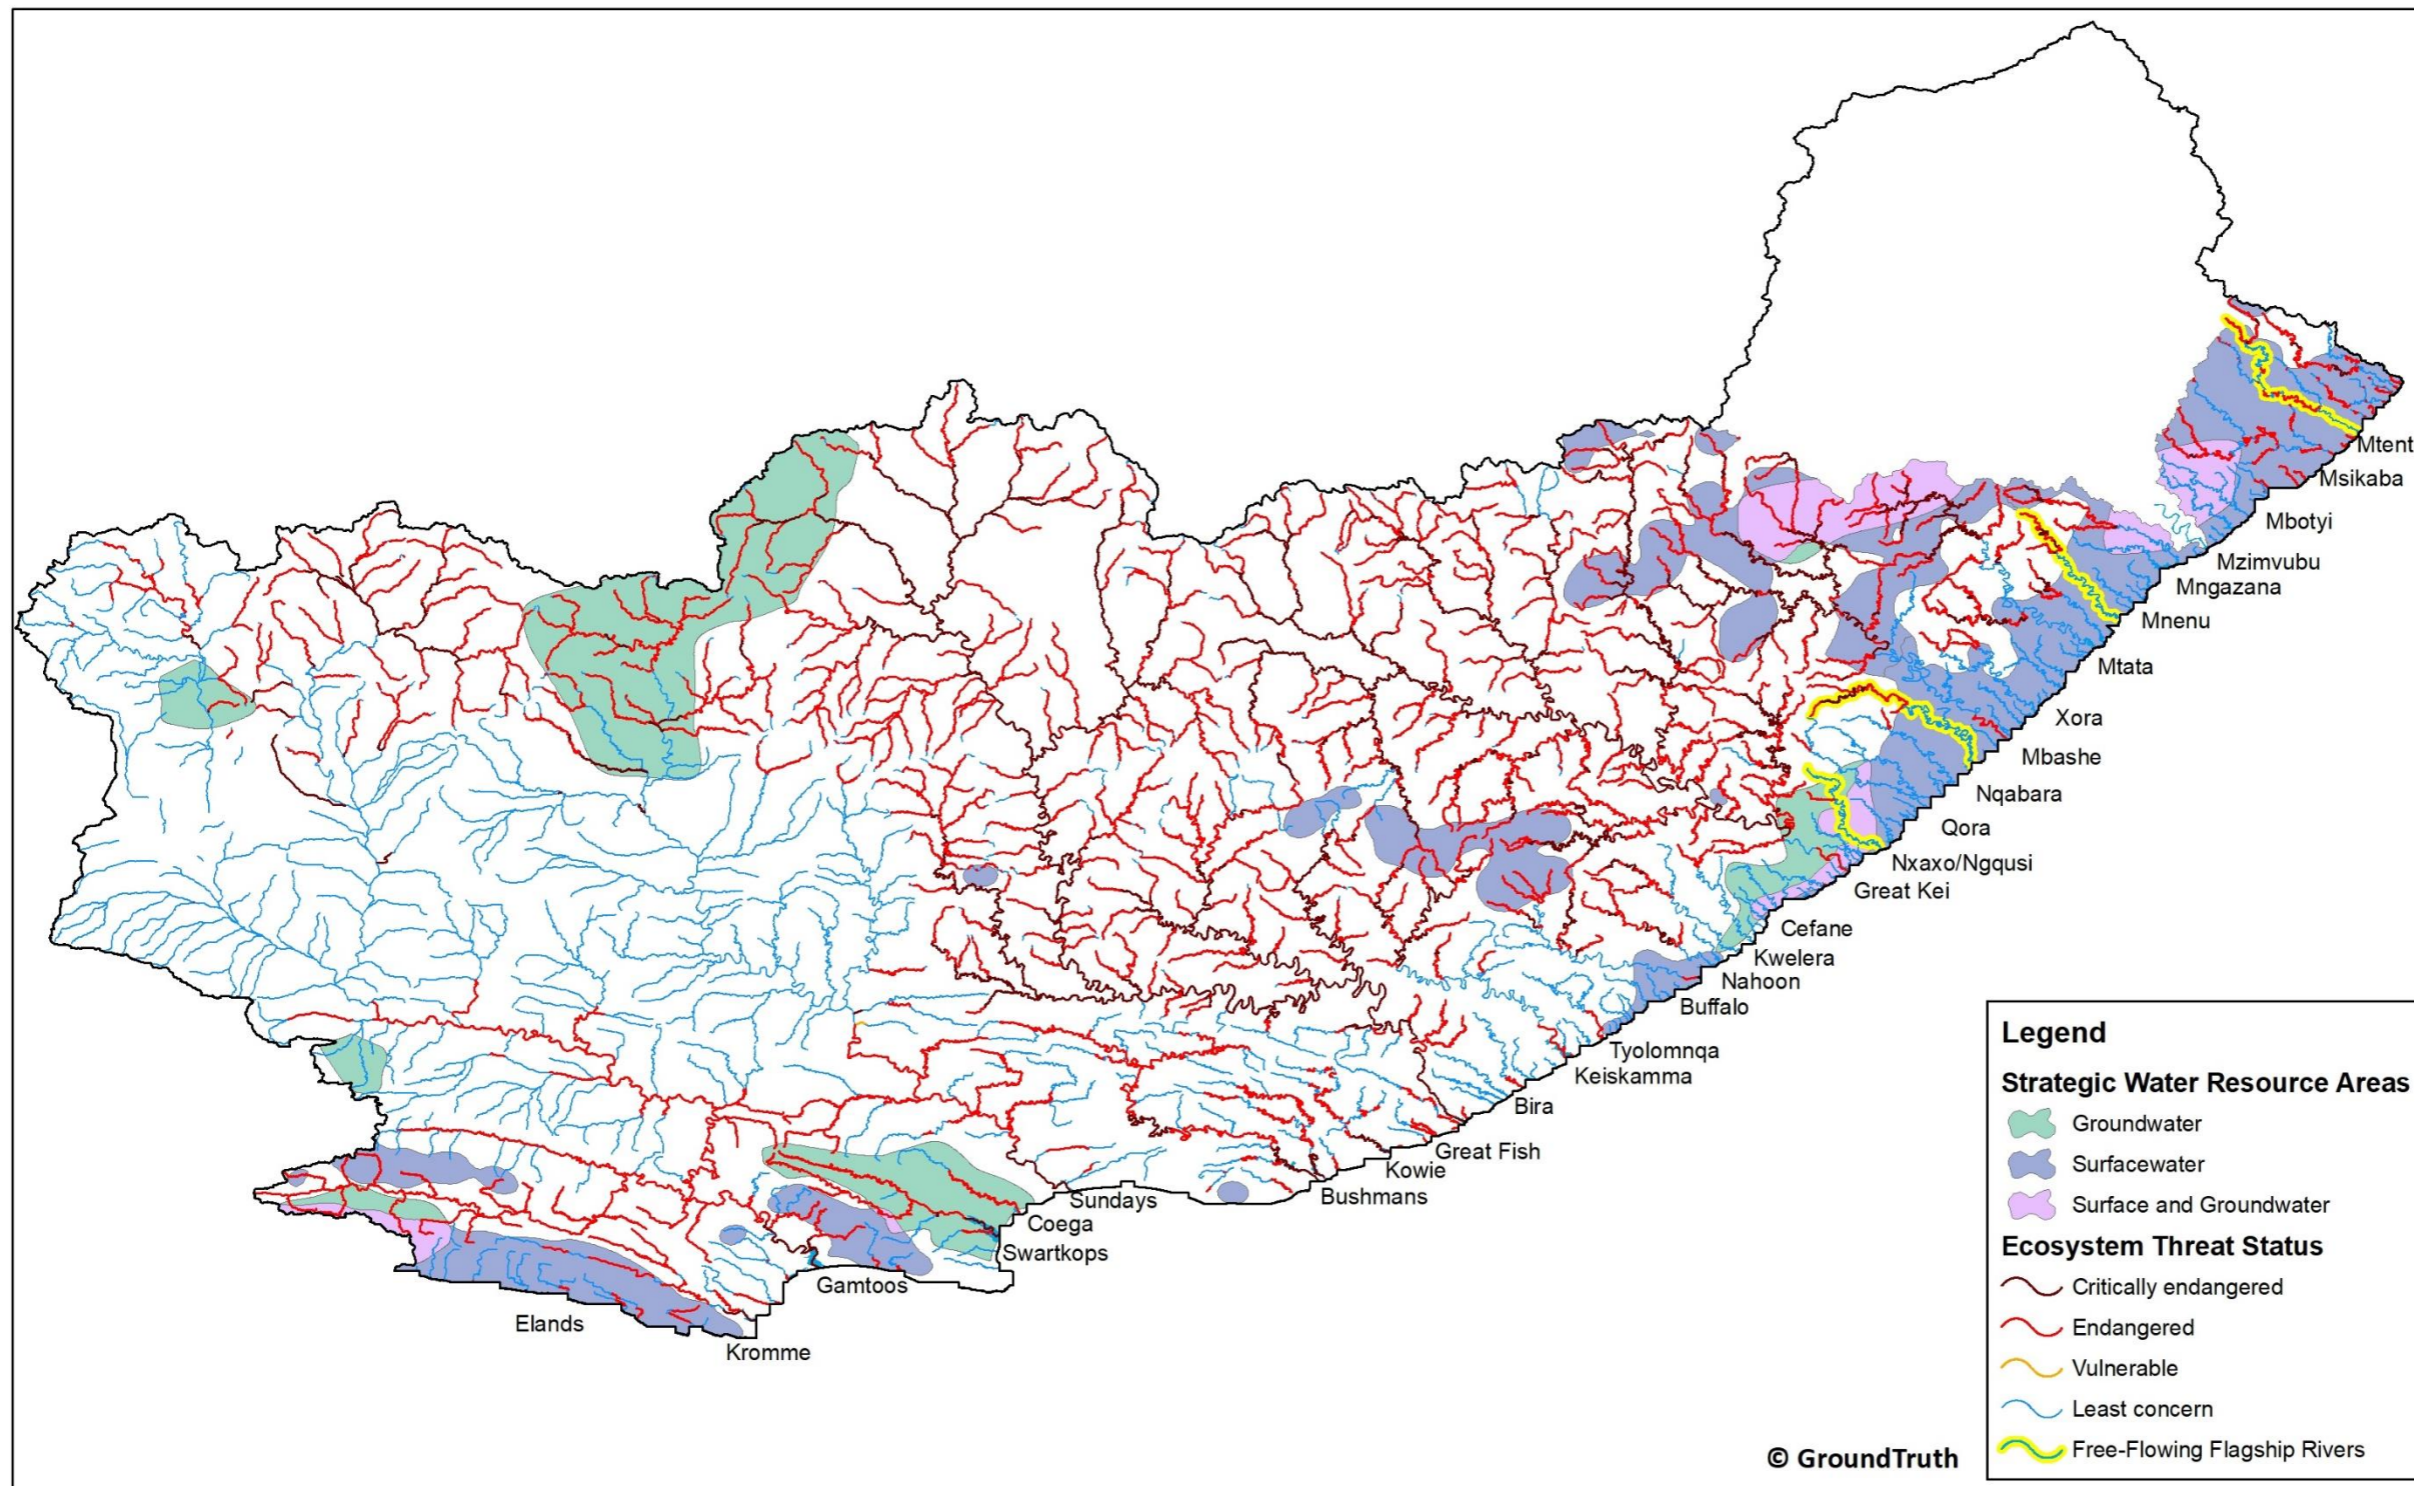 Mtent
Msikaba
Mbotyi
Mzimvubu
Mngazana
Mnenu
Mtata
Xora
Mbashe
Nqabara
Qora
Nxaxo/Ngqusi
Great Kei
Cefane
Kwelera
Nahoon
Buffalo
Tyolomnqa
Keiskamma
Bira
Great Fish
Kowie
Bushmans
Sundays
Coega
Swartkops
Gamtoos
Elands
Kromme
Legend
Strategic Water Resource Areas
Groundwater
Surfacewater
Surface and Groundwater
Ecosystem Threat Status
Critically endangered
Endangered
Vulnerable
Least concern
Free-Flowing Flagship Rivers
© GroundTruth